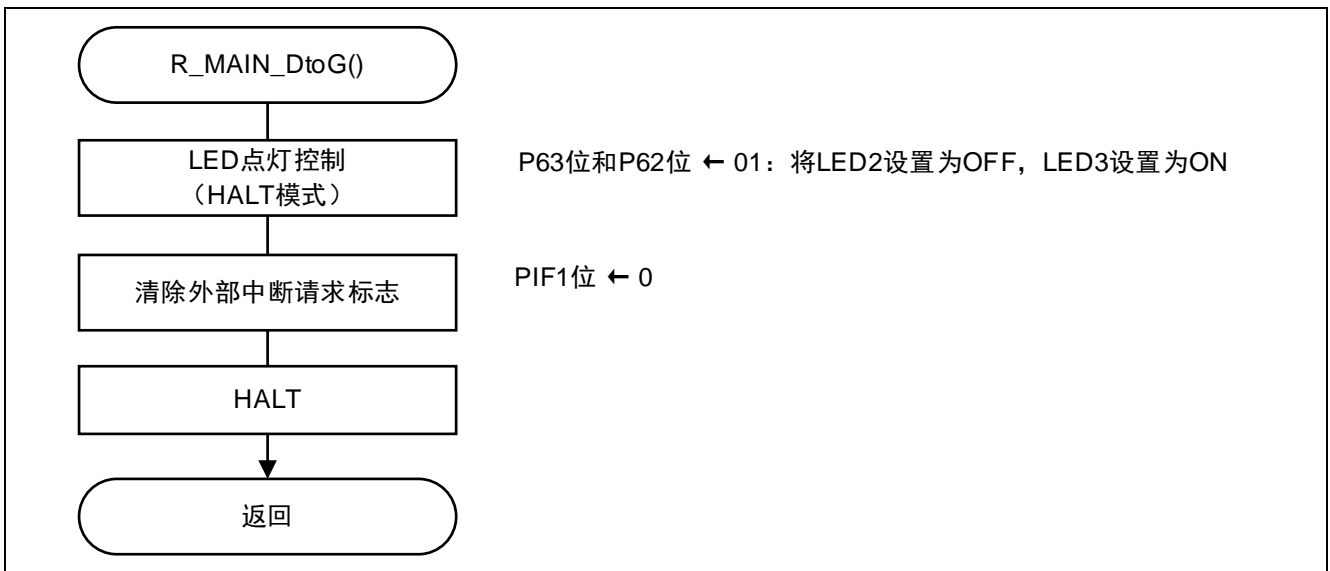 R_MAIN_DtoG()
LED点灯控制
（HALT模式）
P63位和P62位 ← 01：将LED2设置为OFF，LED3设置为ON
清除外部中断请求标志
PIF1位 ← 0
HALT
返回